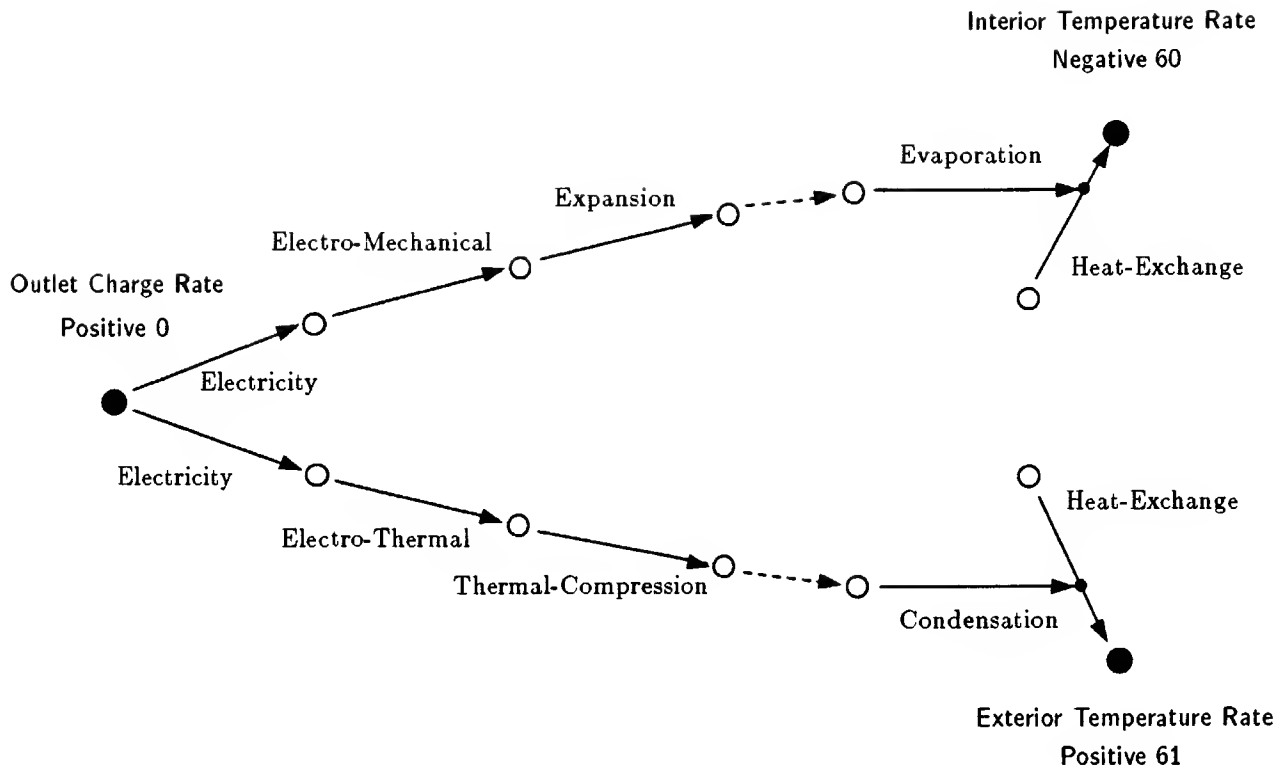 Interior Temperature Rate
Negative 60
Evaporation
Expansion
Electro-Mechanical
Heat-Exchange
Outlet Charge Rate
Positive 0
Electricity
Electricity
Heat-Exchange
Electro-Thermal
Thermal-Compression
Condensation
Exterior Temperature Rate
Positive 61